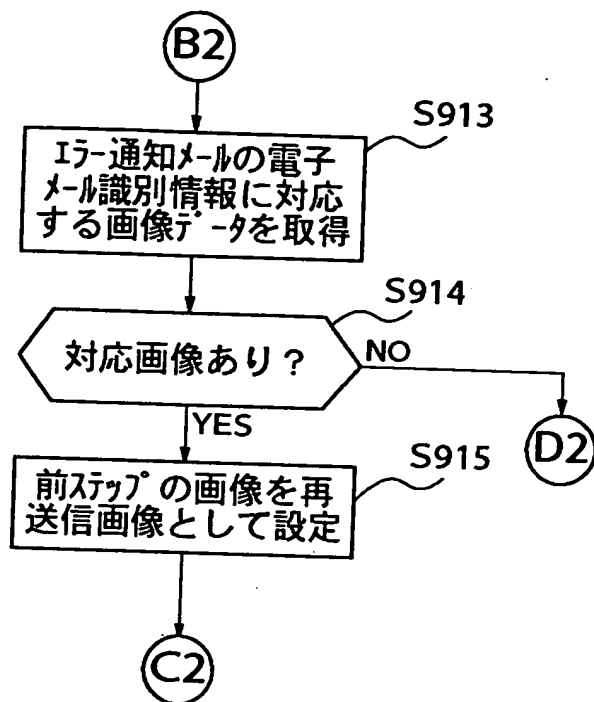 B2
S913
ｴﾗｰ通知ﾒｰﾙの電子
ﾒｰﾙ識別情報に対応
する画像ﾃﾞｰﾀを取得
S914
対応画像あり？
NO
YES
D2
S915
前ｽﾃｯﾌﾟの画像を再
送信画像として設定
C2